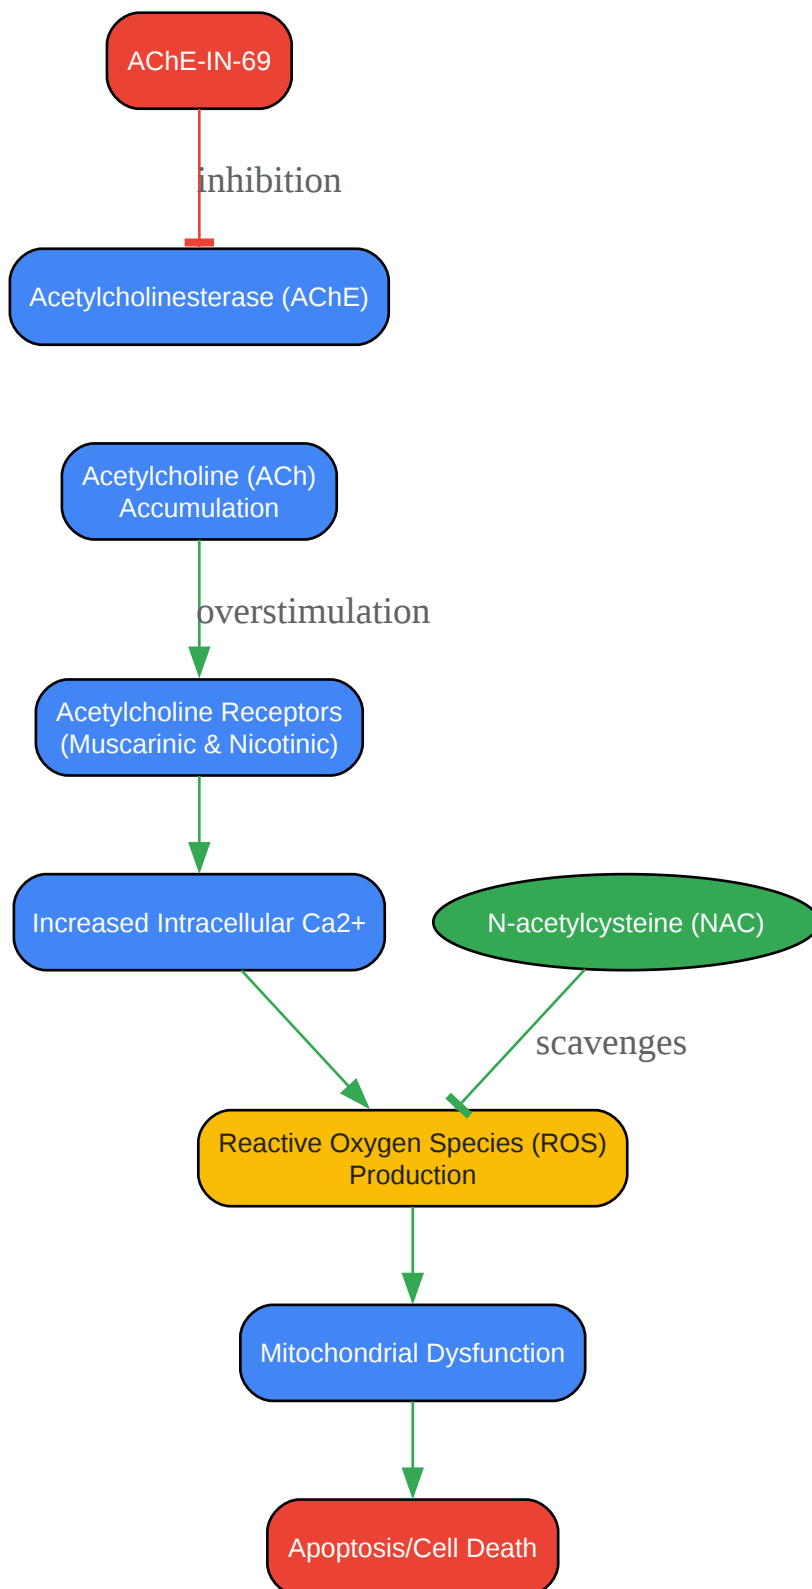 AChE-IN-69
inhibition
Acetylcholinesterase (AChE)
Acetylcholine (ACh)
Accumulation
overstimulation
Acetylcholine Receptors
(Muscarinic & Nicotinic)
Increased Intracellular Ca2+
N-acetylcysteine (NAC)
scavenges
Reactive Oxygen Species (ROS)
Production
Mitochondrial Dysfunction
Apoptosis/Cell Death